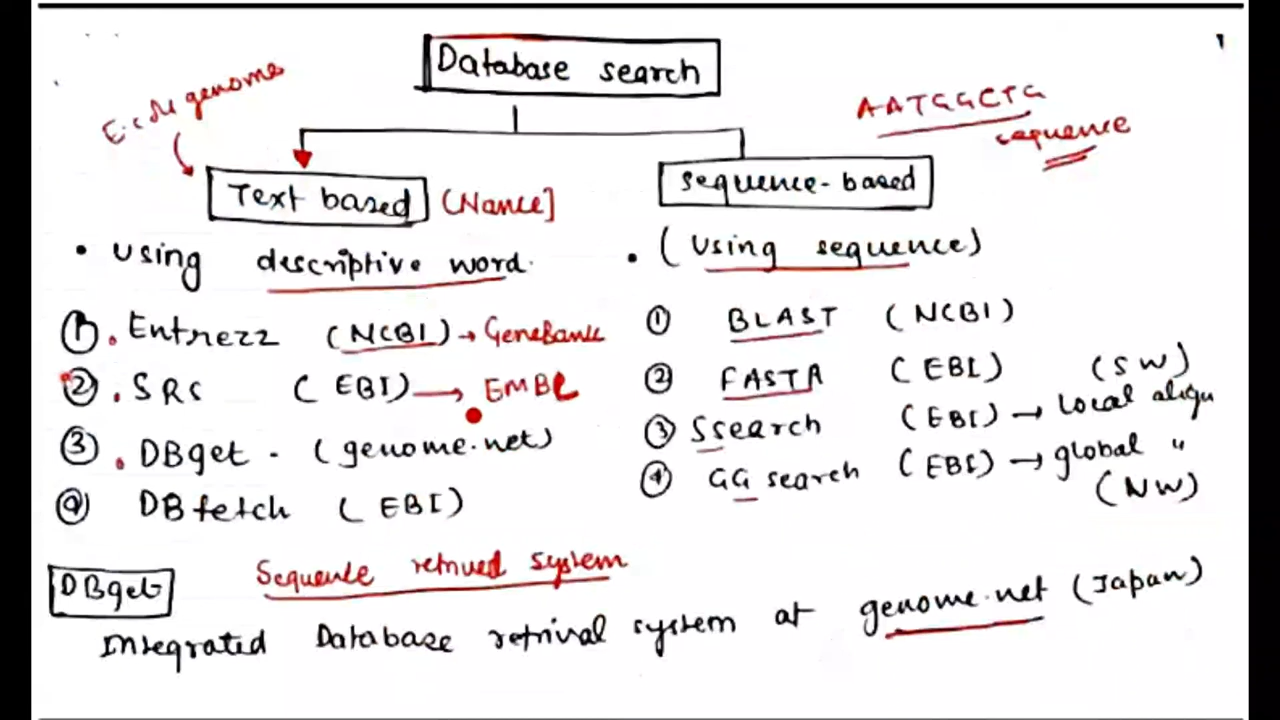 Database search
E.coli genome
AATGGCTG
sequence
Text based (Name]
sequence-based
• using descriptive word.
① . Entrezz (NCBI) → GeneBank
② . SRS (EBI) → EMBL
③ . DBget - (genome.net)
④ DBfetch (EBI)
• (using sequence)
① BLAST (NCBI)
② FASTA (EBI) (SW)
③ Ssearch (EBI) → local align
④ GG search (EBI) → global "
(NW)
DBget
Sequence retrived system
Integrated Database retrival system at genome.net (Japan)